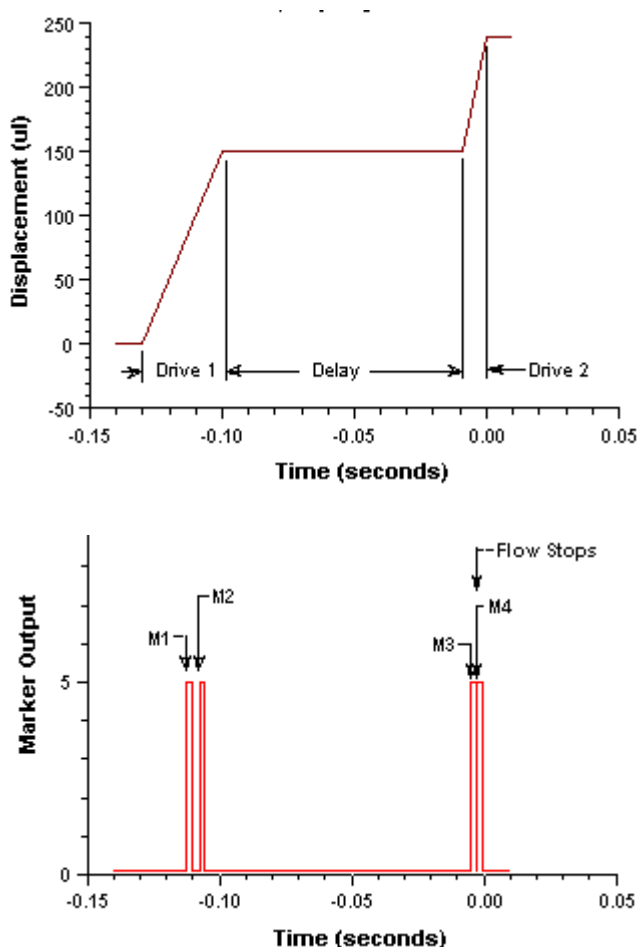 250
200
150
100
50
0
-50
Displacement (ul)
Drive 1
Delay
Drive 2
-0.15
-0.10
-0.05
0.00
0.05
Time (seconds)
Flow Stops
M2
M4
M1
M3
Marker Output
5
0
-0.15
-0.10
-0.05
0.00
0.05
Time (seconds)